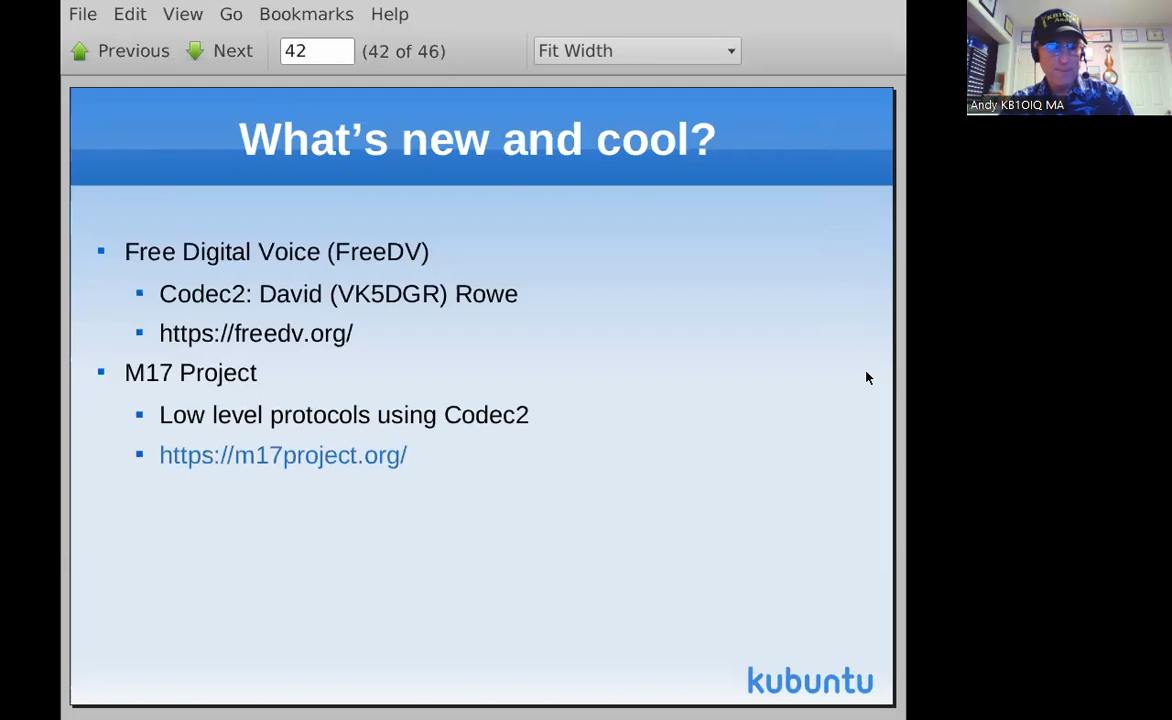 File Edit View Go Bookmarks Help
Previous Next 42 (42 of 46) Fit Width
Andy KB1OIQ MA
What's new and cool?
Free Digital Voice (FreeDV)
Codec2: David (VK5DGR) Rowe
https://freedv.org/
M17 Project
Low level protocols using Codec2
https://m17project.org/
kubuntu